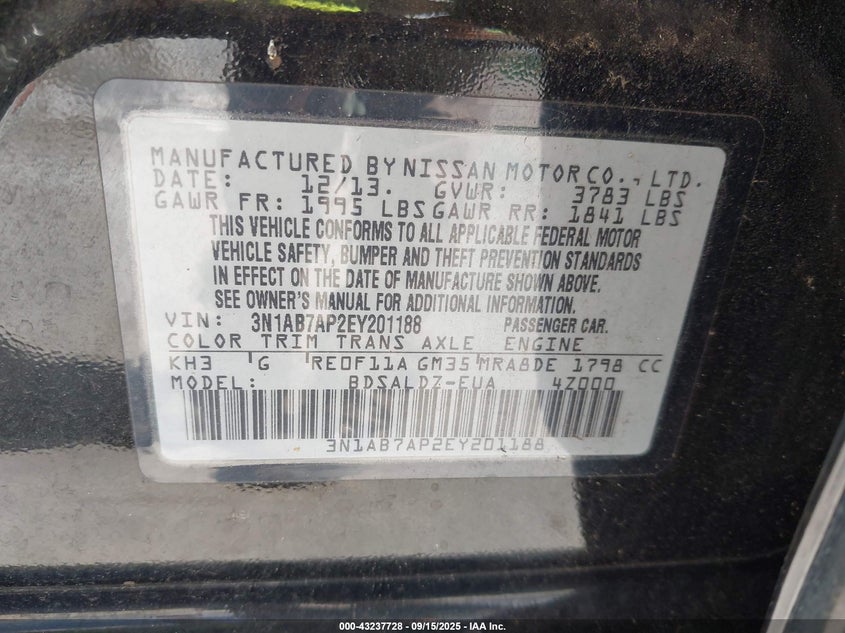 MANUFACTURED BY NISSAN MOTOR CO., LTD.
DATE: 12/13. GVWR: 3783 LBS
GAWR FR: 1995 LBS GAWR RR: 1841 LBS
THIS VEHICLE CONFORMS TO ALL APPLICABLE FEDERAL MOTOR
VEHICLE SAFETY, BUMPER AND THEFT PREVENTION STANDARDS
IN EFFECT ON THE DATE OF MANUFACTURE SHOWN ABOVE.
SEE OWNER'S MANUAL FOR ADDITIONAL INFORMATION.
VIN: 3N1AB7AP2EY201188 PASSENGER CAR.
COLOR TRIM TRANS AXLE ENGINE
KH3 G RE0F11A GM35 MRA8DE 1798 CC
MODEL: BDSALDZ-EUA 4Z000
3N1AB7AP2EY201188
000-43237728 - 09/15/2025 - IAA Inc.